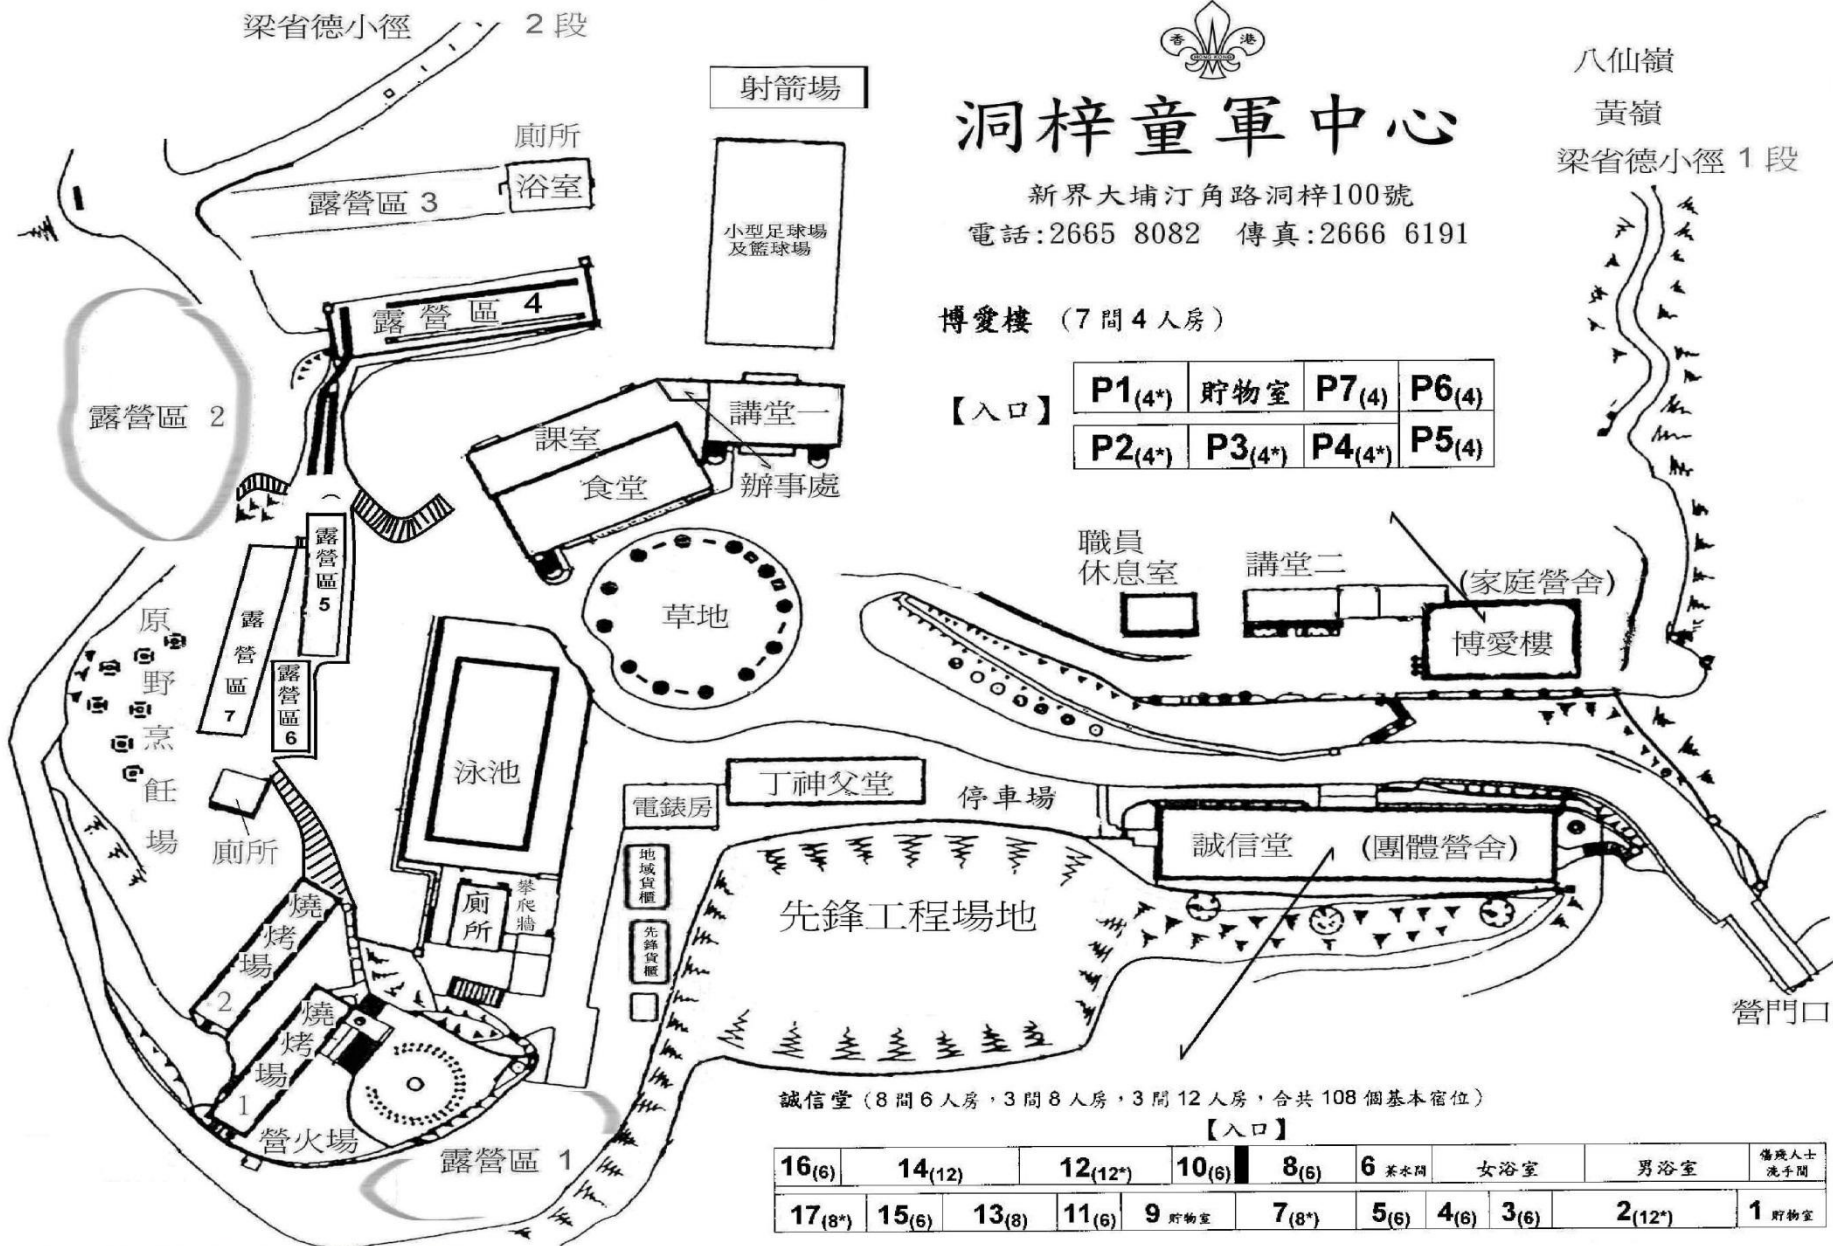 梁省德小徑 2 段
射箭場
香 港
HONG KONG
洞梓童軍中心
新界大埔汀角路洞梓100號
電話:2665 8082 傳真:2666 6191
八仙嶺
黃嶺
梁省德小徑 1 段
廁所
浴室
露營區 3
小型足球場
及籃球場
露營區 4
露營區 2
博愛樓 (7 間 4 人房)
【入口】
P1(4*) 貯物室 P7(4) P6(4)
P2(4*) P3(4*) P4(4*) P5(4)
講堂一
課室
食堂
辦事處
草地
職員
休息室
講堂二
(家庭營舍)
博愛樓
露營區 5
露營區 7
露營區 6
原野烹飪場
廁所
泳池
丁神父堂
電錶房
停車場
誠信堂 (團體營舍)
地域貨櫃
先鋒貨櫃
廁所
攀爬牆
先鋒工程場地
燒烤場 2
燒烤場 1
營火場
露營區 1
營門口
誠信堂 (8 間 6 人房，3 間 8 人房，3 間 12 人房，合共 108 個基本宿位)
【入口】
16(6) 14(12) 12(12*) 10(6) 8(6) 6 茶水間 女浴室 男浴室 傷殘人士洗手間
17(8*) 15(6) 13(8) 11(6) 9 貯物室 7(8*) 5(6) 4(6) 3(6) 2(12*) 1 貯物室